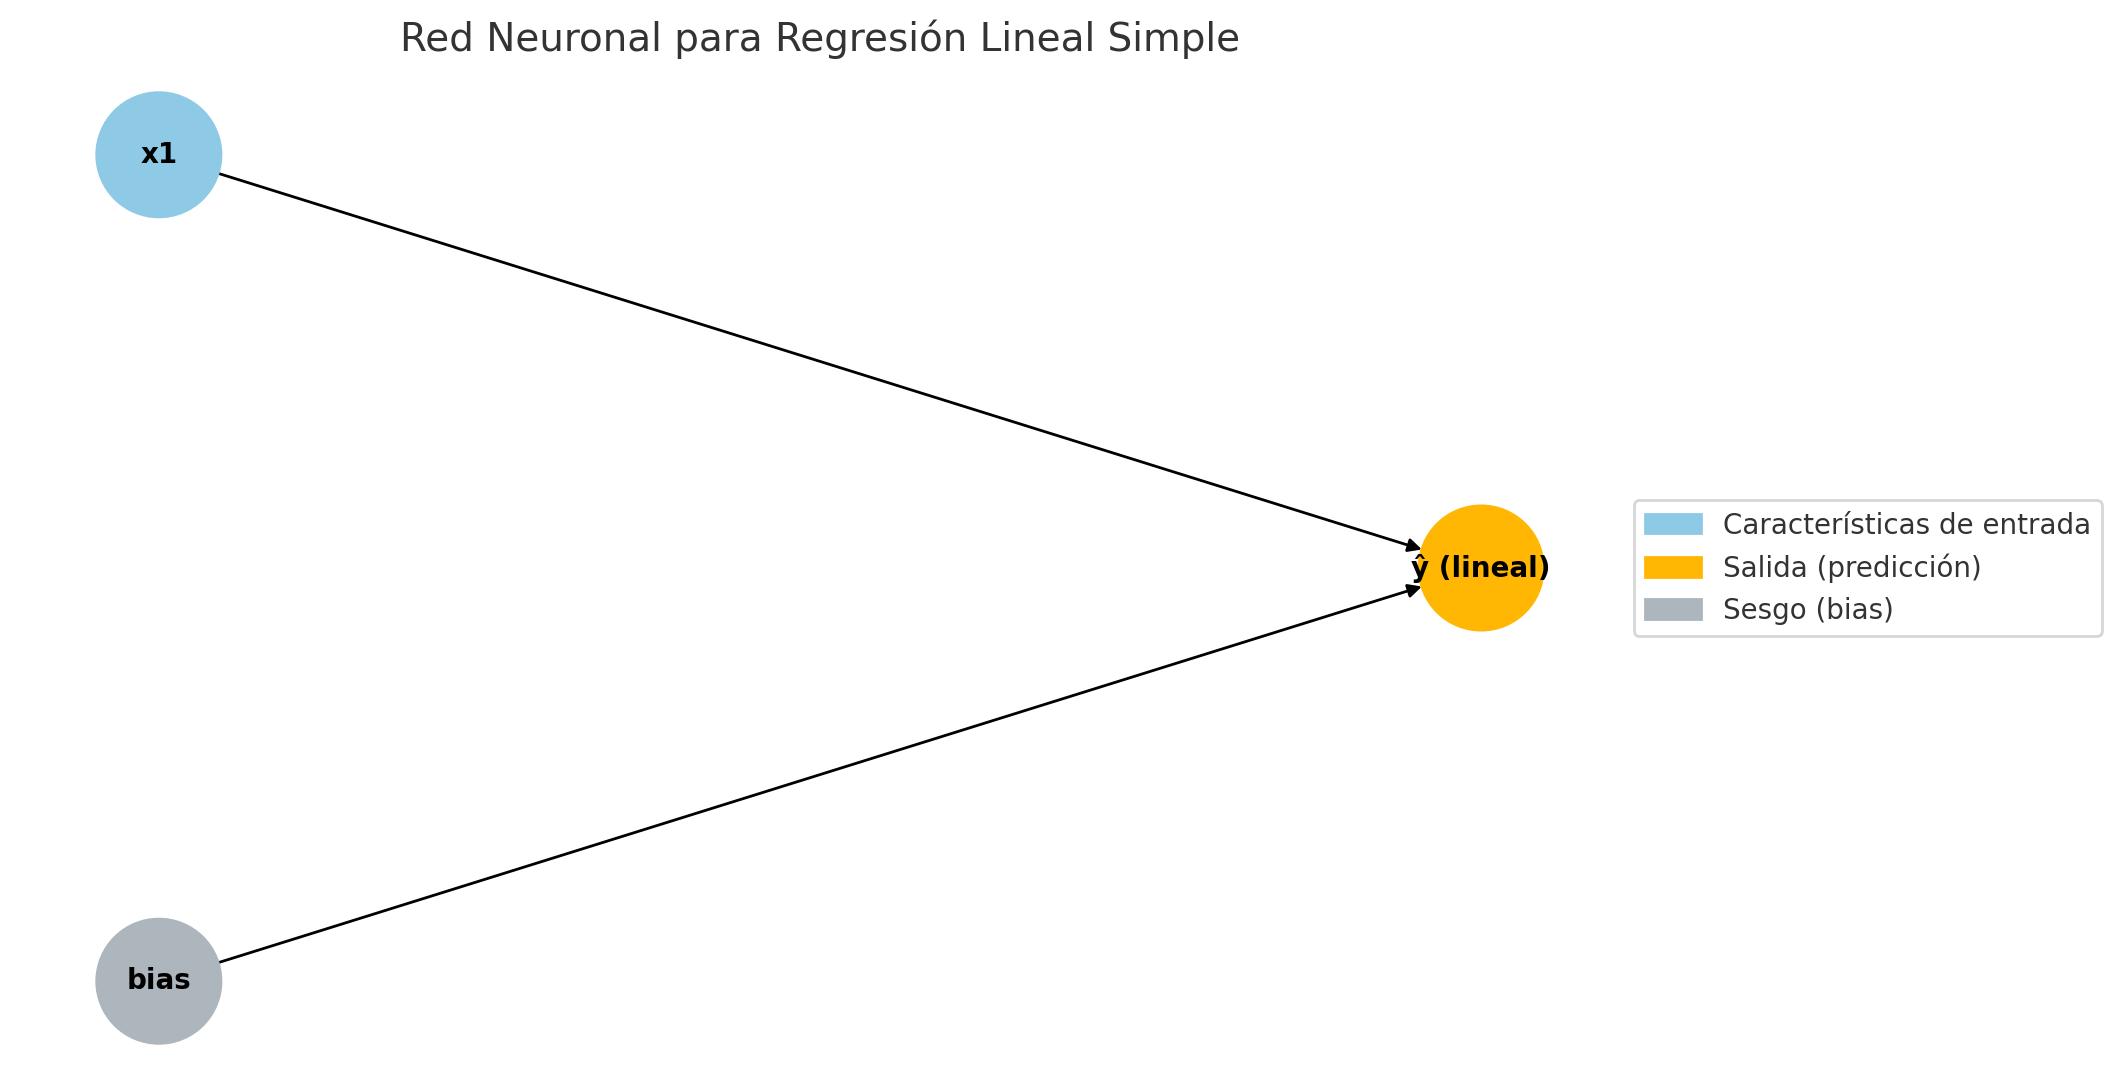 Red Neuronal para Regresión Lineal Simple
x1
ŷ (lineal)
bias
Características de entrada
Salida (predicción)
Sesgo (bias)